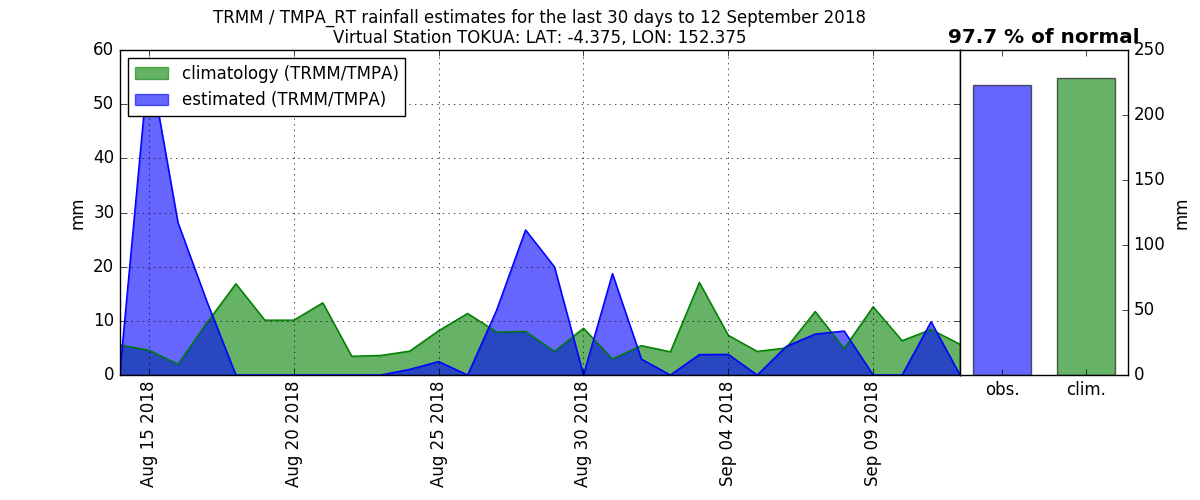 TRMM / TMPA_RT rainfall estimates for the last 30 days to 12 September 2018
Virtual Station TOKUA: LAT: -4.375, LON: 152.375
97.7 % of normal
climatology (TRMM/TMPA)
estimated (TRMM/TMPA)
60
50
40
30
20
10
0
mm
Aug 15 2018
Aug 20 2018
Aug 25 2018
Aug 30 2018
Sep 04 2018
Sep 09 2018
obs.
clim.
250
200
150
100
50
0
mm